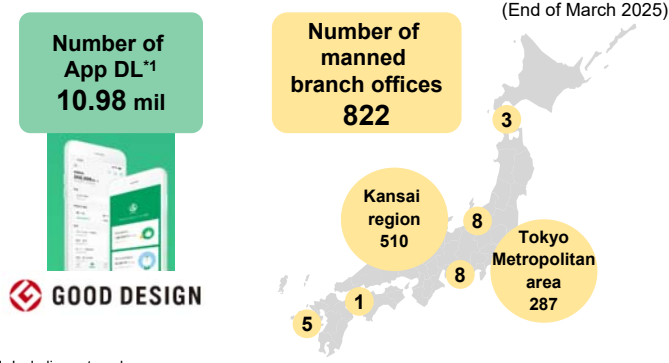 (End of March 2025)
Number of
App DL*1
10.98 mil
Number of
manned
branch offices
822
3
Kansai
region
510
8
Tokyo
Metropolitan
area
287
8
1
5
GOOD DESIGN